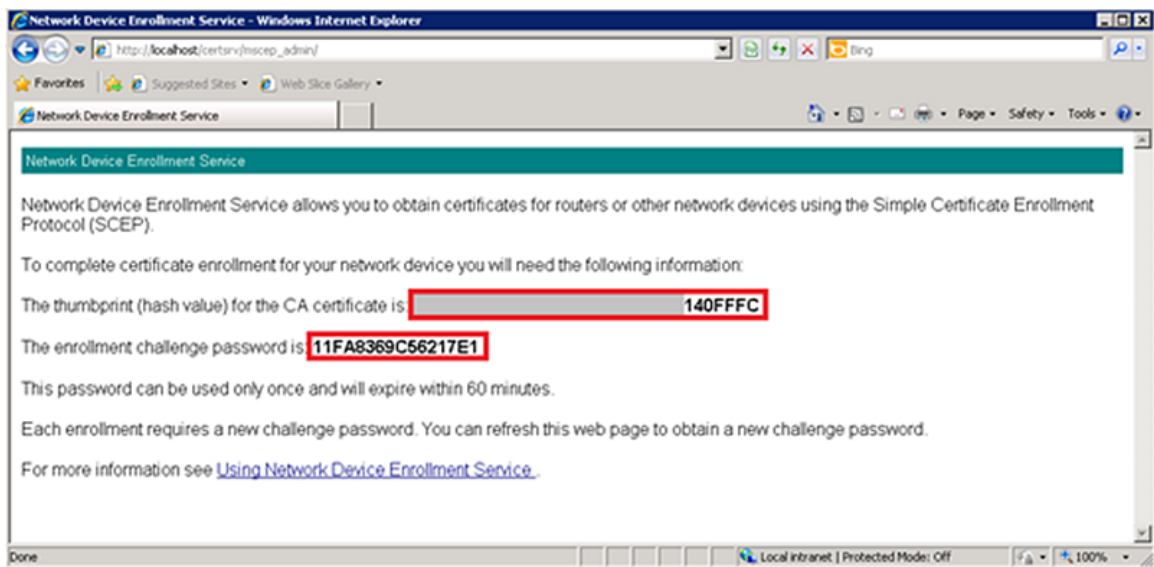 Network Device Enrollment Service - Windows Internet Explorer
http://localhost/certsrv/mscep_admin/
Bing
Favorites Suggested Sites Web Slice Gallery
Network Device Enrollment Service
Page Safety Tools
Network Device Enrollment Service
Network Device Enrollment Service allows you to obtain certificates for routers or other network devices using the Simple Certificate Enrollment
Protocol (SCEP).
To complete certificate enrollment for your network device you will need the following information:
The thumbprint (hash value) for the CA certificate is: 140FFFC
The enrollment challenge password is: 11FA8369C56217E1
This password can be used only once and will expire within 60 minutes.
Each enrollment requires a new challenge password. You can refresh this web page to obtain a new challenge password.
For more information see Using Network Device Enrollment Service .
Done Local intranet | Protected Mode: Off 100%